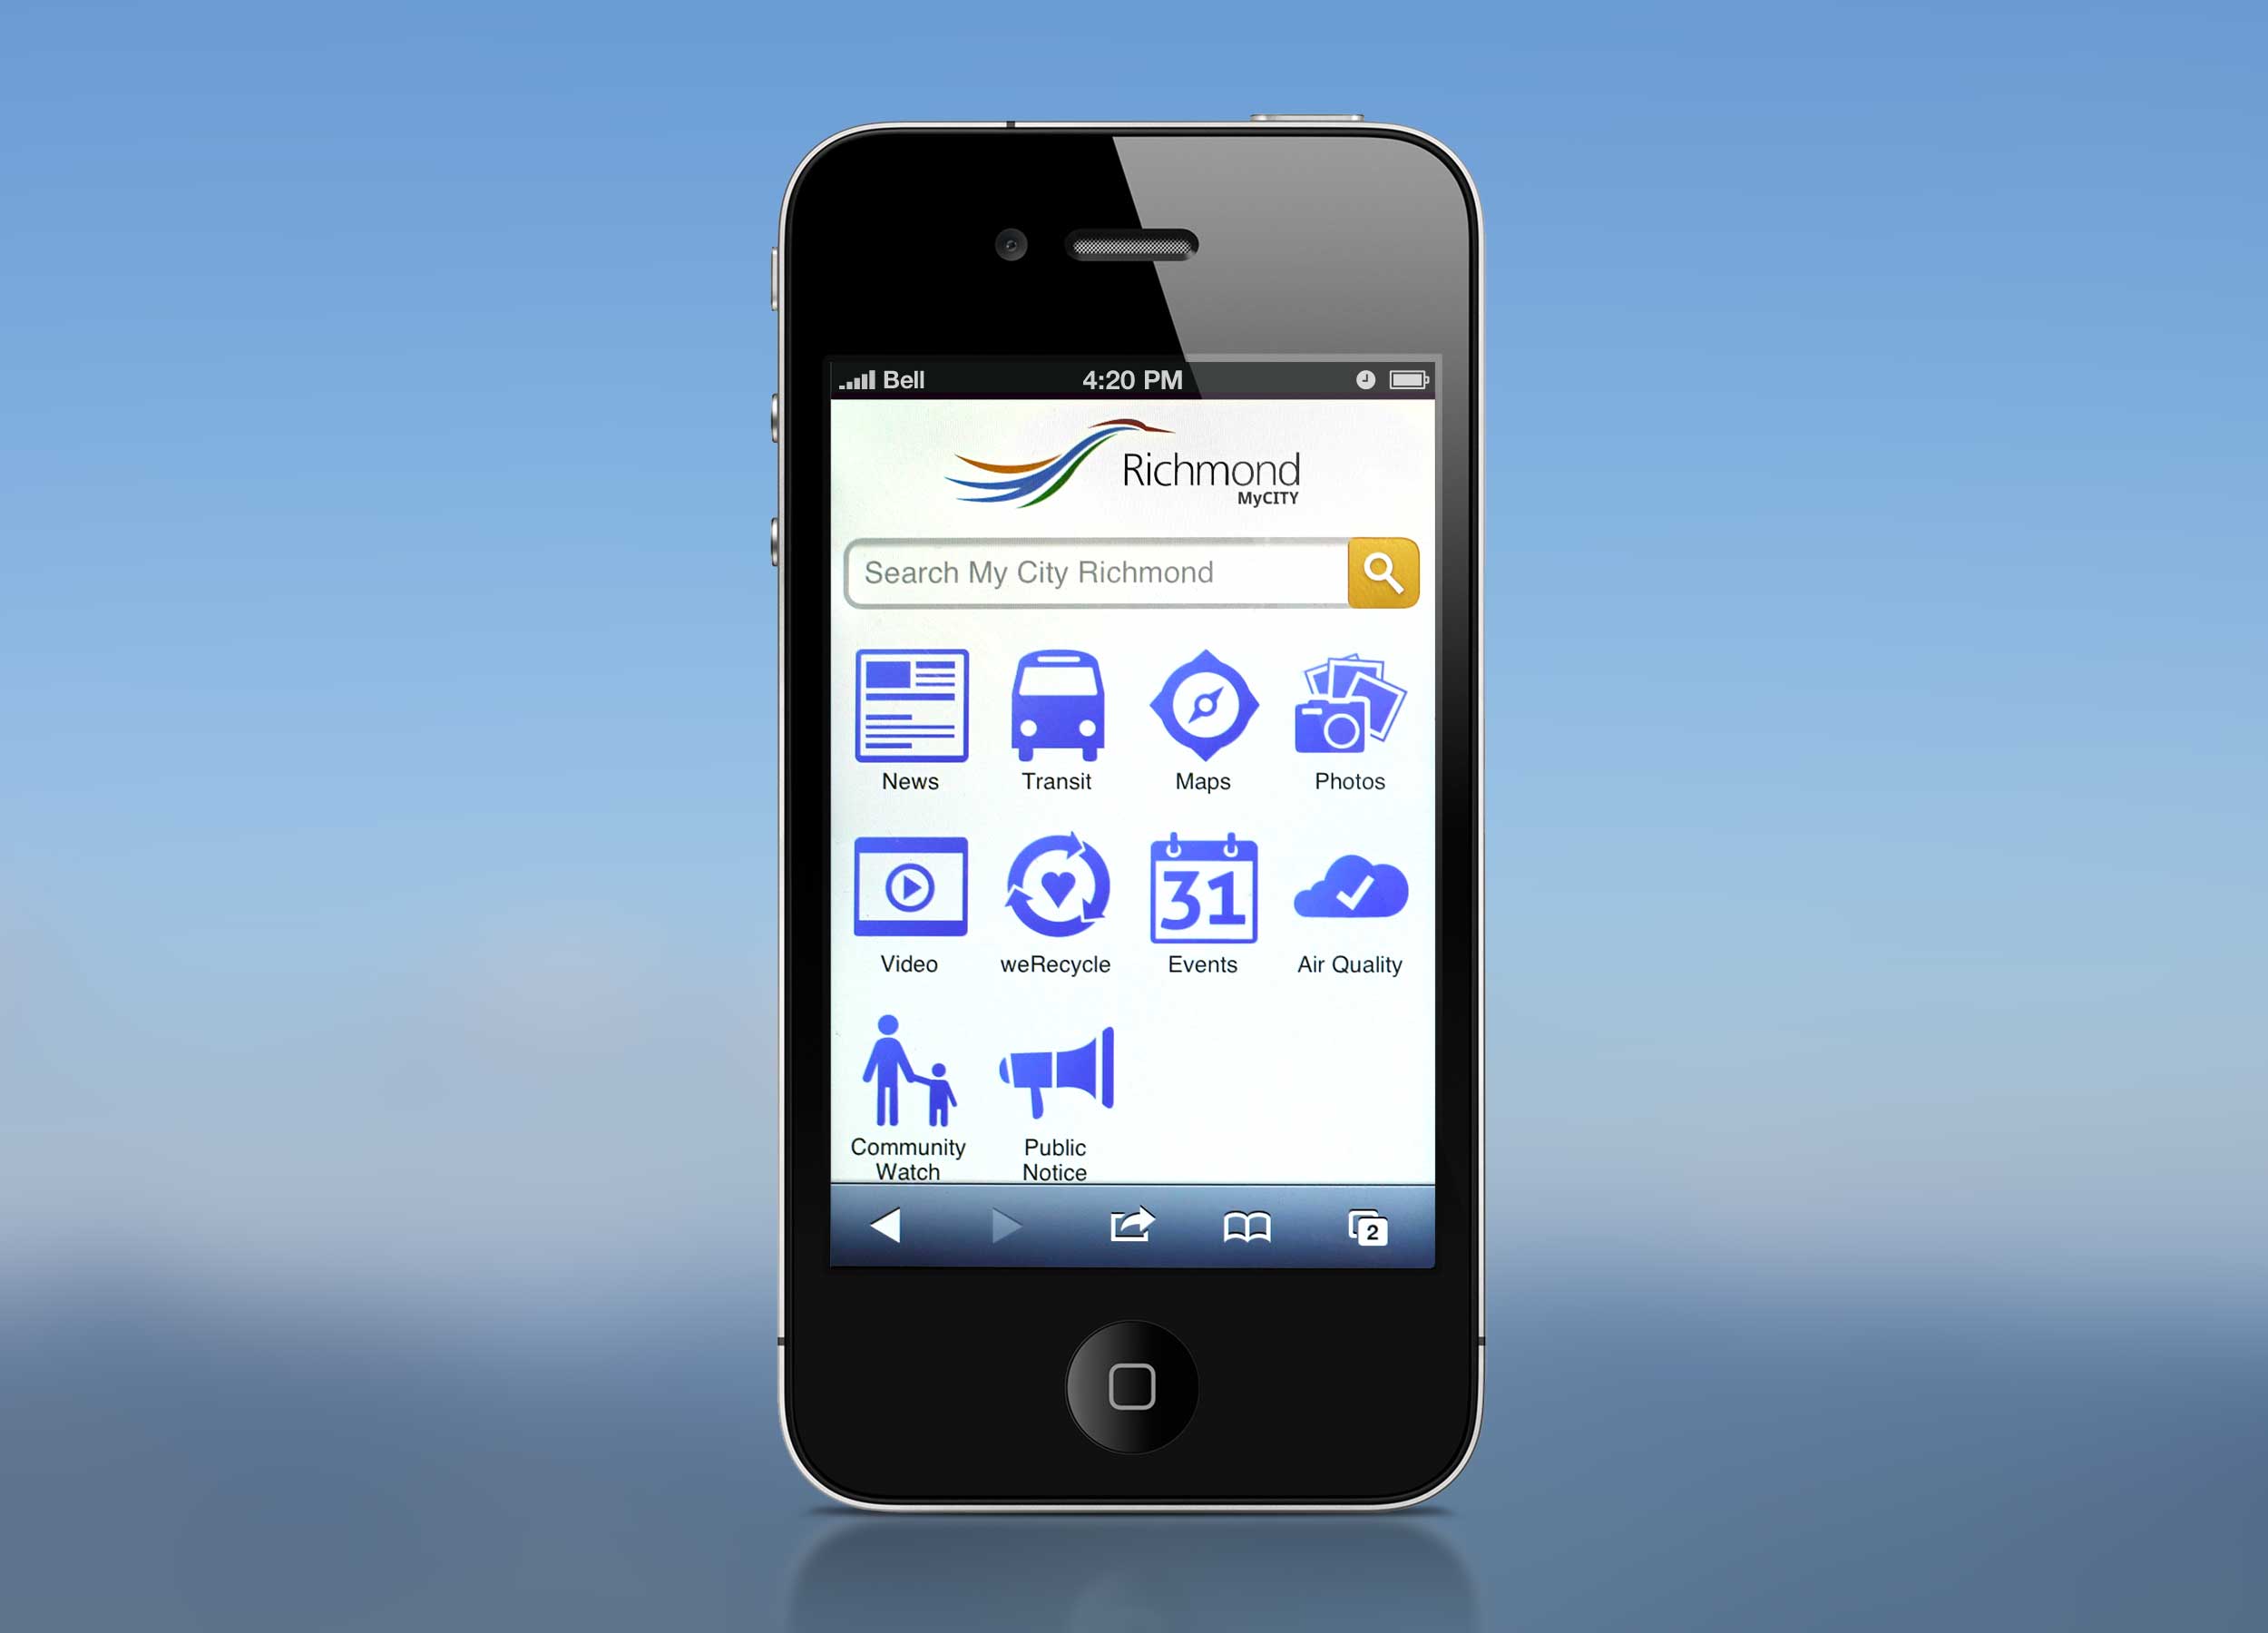 Bell 4:20 PM
Richmond
MyCITY
Search My City Richmond
News Transit Maps Photos
31
Video weRecycle Events Air Quality
Community Public
Watch Notice
2